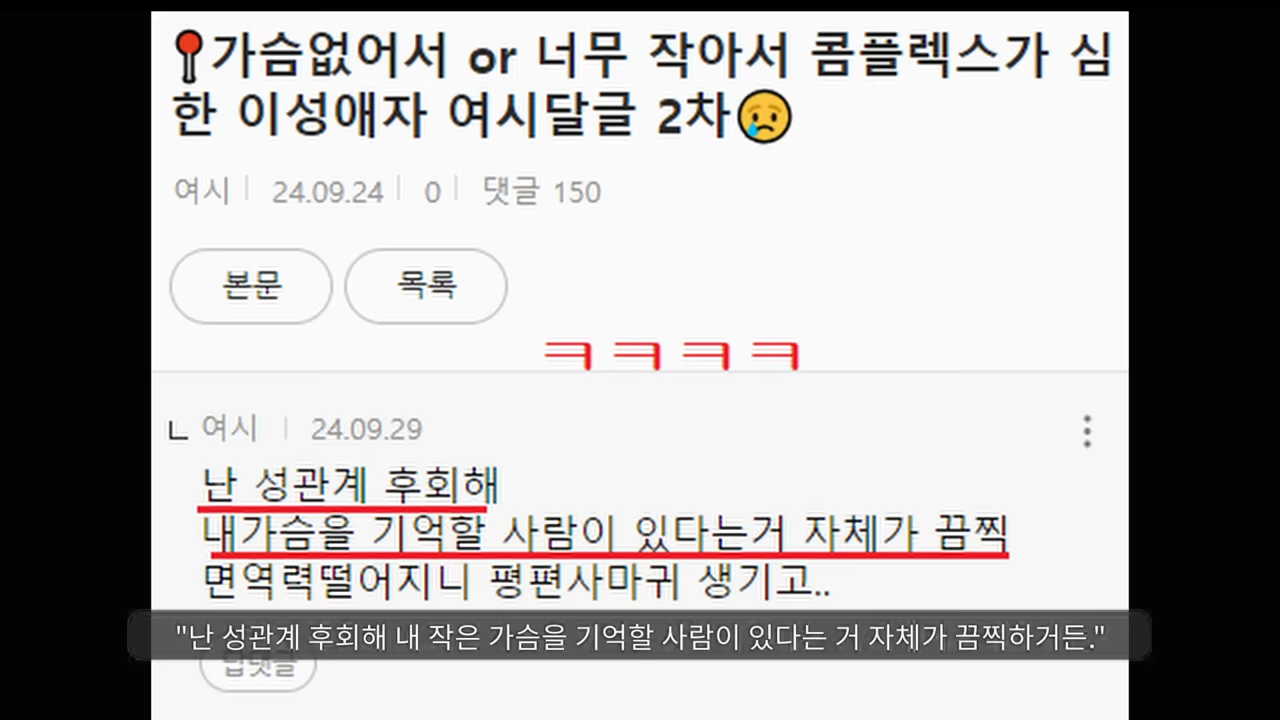 📍가슴없어서 or 너무 작아서 콤플렉스가 심
한 이성애자 여시달글 2차😢
여시 24.09.24 0 댓글 150
본문 목록
ㅋㅋㅋㅋ
ㄴ 여시 24.09.29
난 성관계 후회해
내가슴을 기억할 사람이 있다는거 자체가 끔찍
면역력떨어지니 평편사마귀 생기고..
"난 성관계 후회해 내 작은 가슴을 기억할 사람이 있다는 거 자체가 끔찍하거든."
답댓글